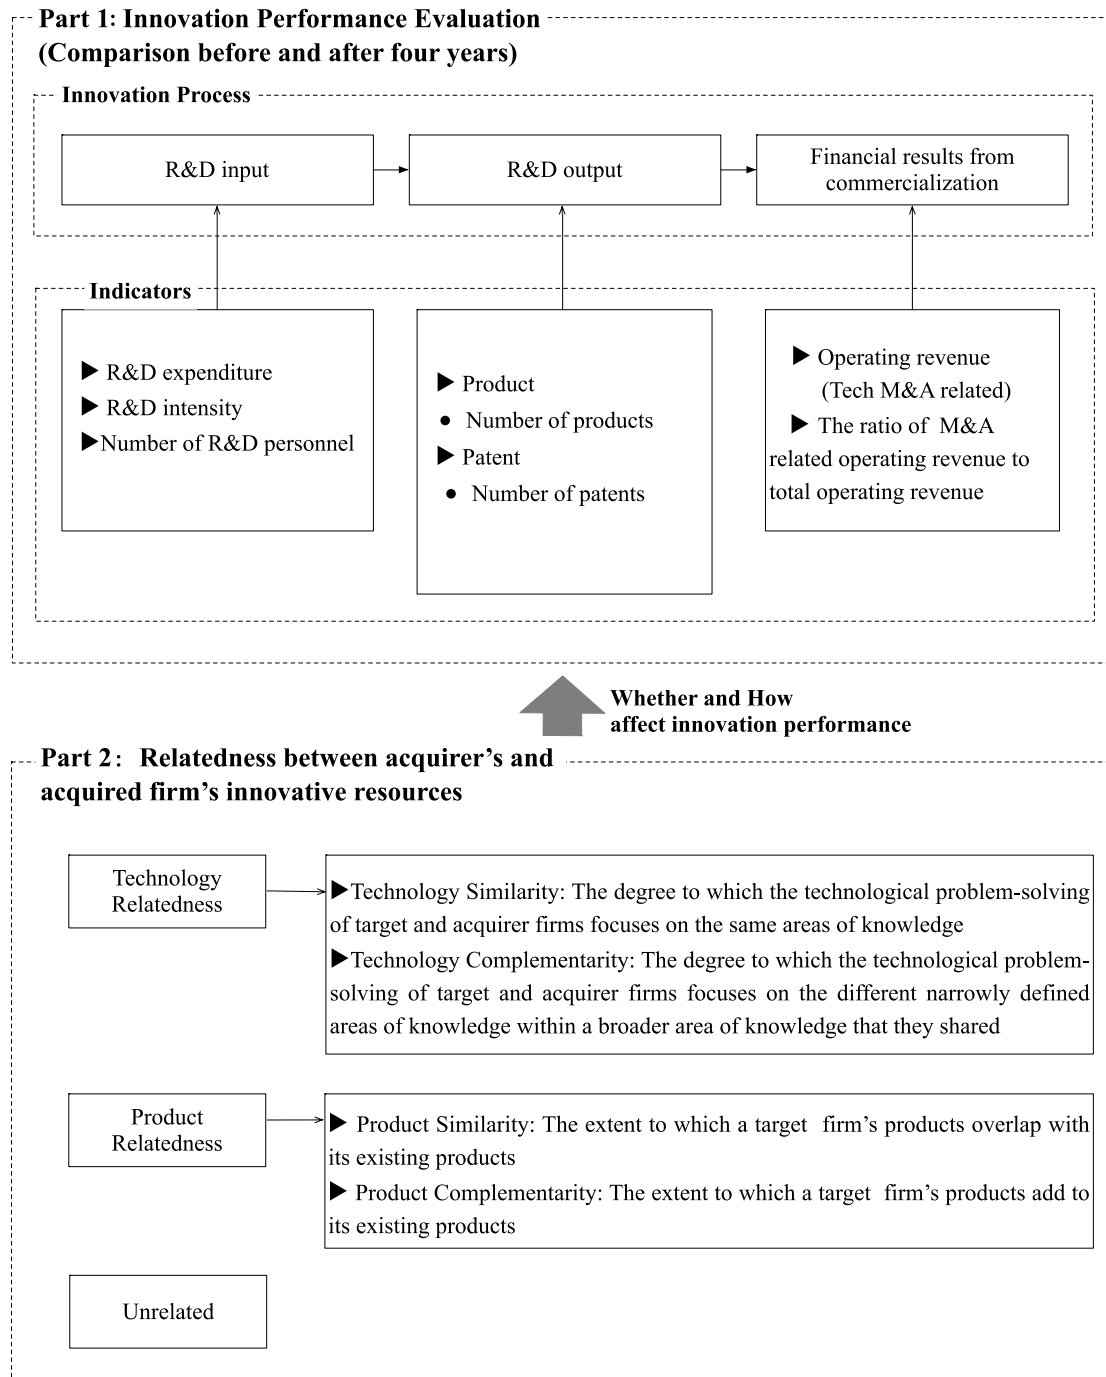 Part 1: Innovation Performance Evaluation
(Comparison before and after four years)
Innovation Process
R&D input
R&D output
Financial results from
commercialization
Indicators
▶ R&D expenditure
▶ R&D intensity
▶Number of R&D personnel
▶ Product
● Number of products
▶ Patent
● Number of patents
▶ Operating revenue
(Tech M&A related)
▶ The ratio of M&A
related operating revenue to
total operating revenue
Whether and How
affect innovation performance
Part 2： Relatedness between acquirer’s and
acquired firm’s innovative resources
Technology
Relatedness
▶Technology Similarity: The degree to which the technological problem-solving
of target and acquirer firms focuses on the same areas of knowledge
▶Technology Complementarity: The degree to which the technological problem-
solving of target and acquirer firms focuses on the different narrowly defined
areas of knowledge within a broader area of knowledge that they shared
Product
Relatedness
▶ Product Similarity: The extent to which a target firm’s products overlap with
its existing products
▶ Product Complementarity: The extent to which a target firm’s products add to
its existing products
Unrelated